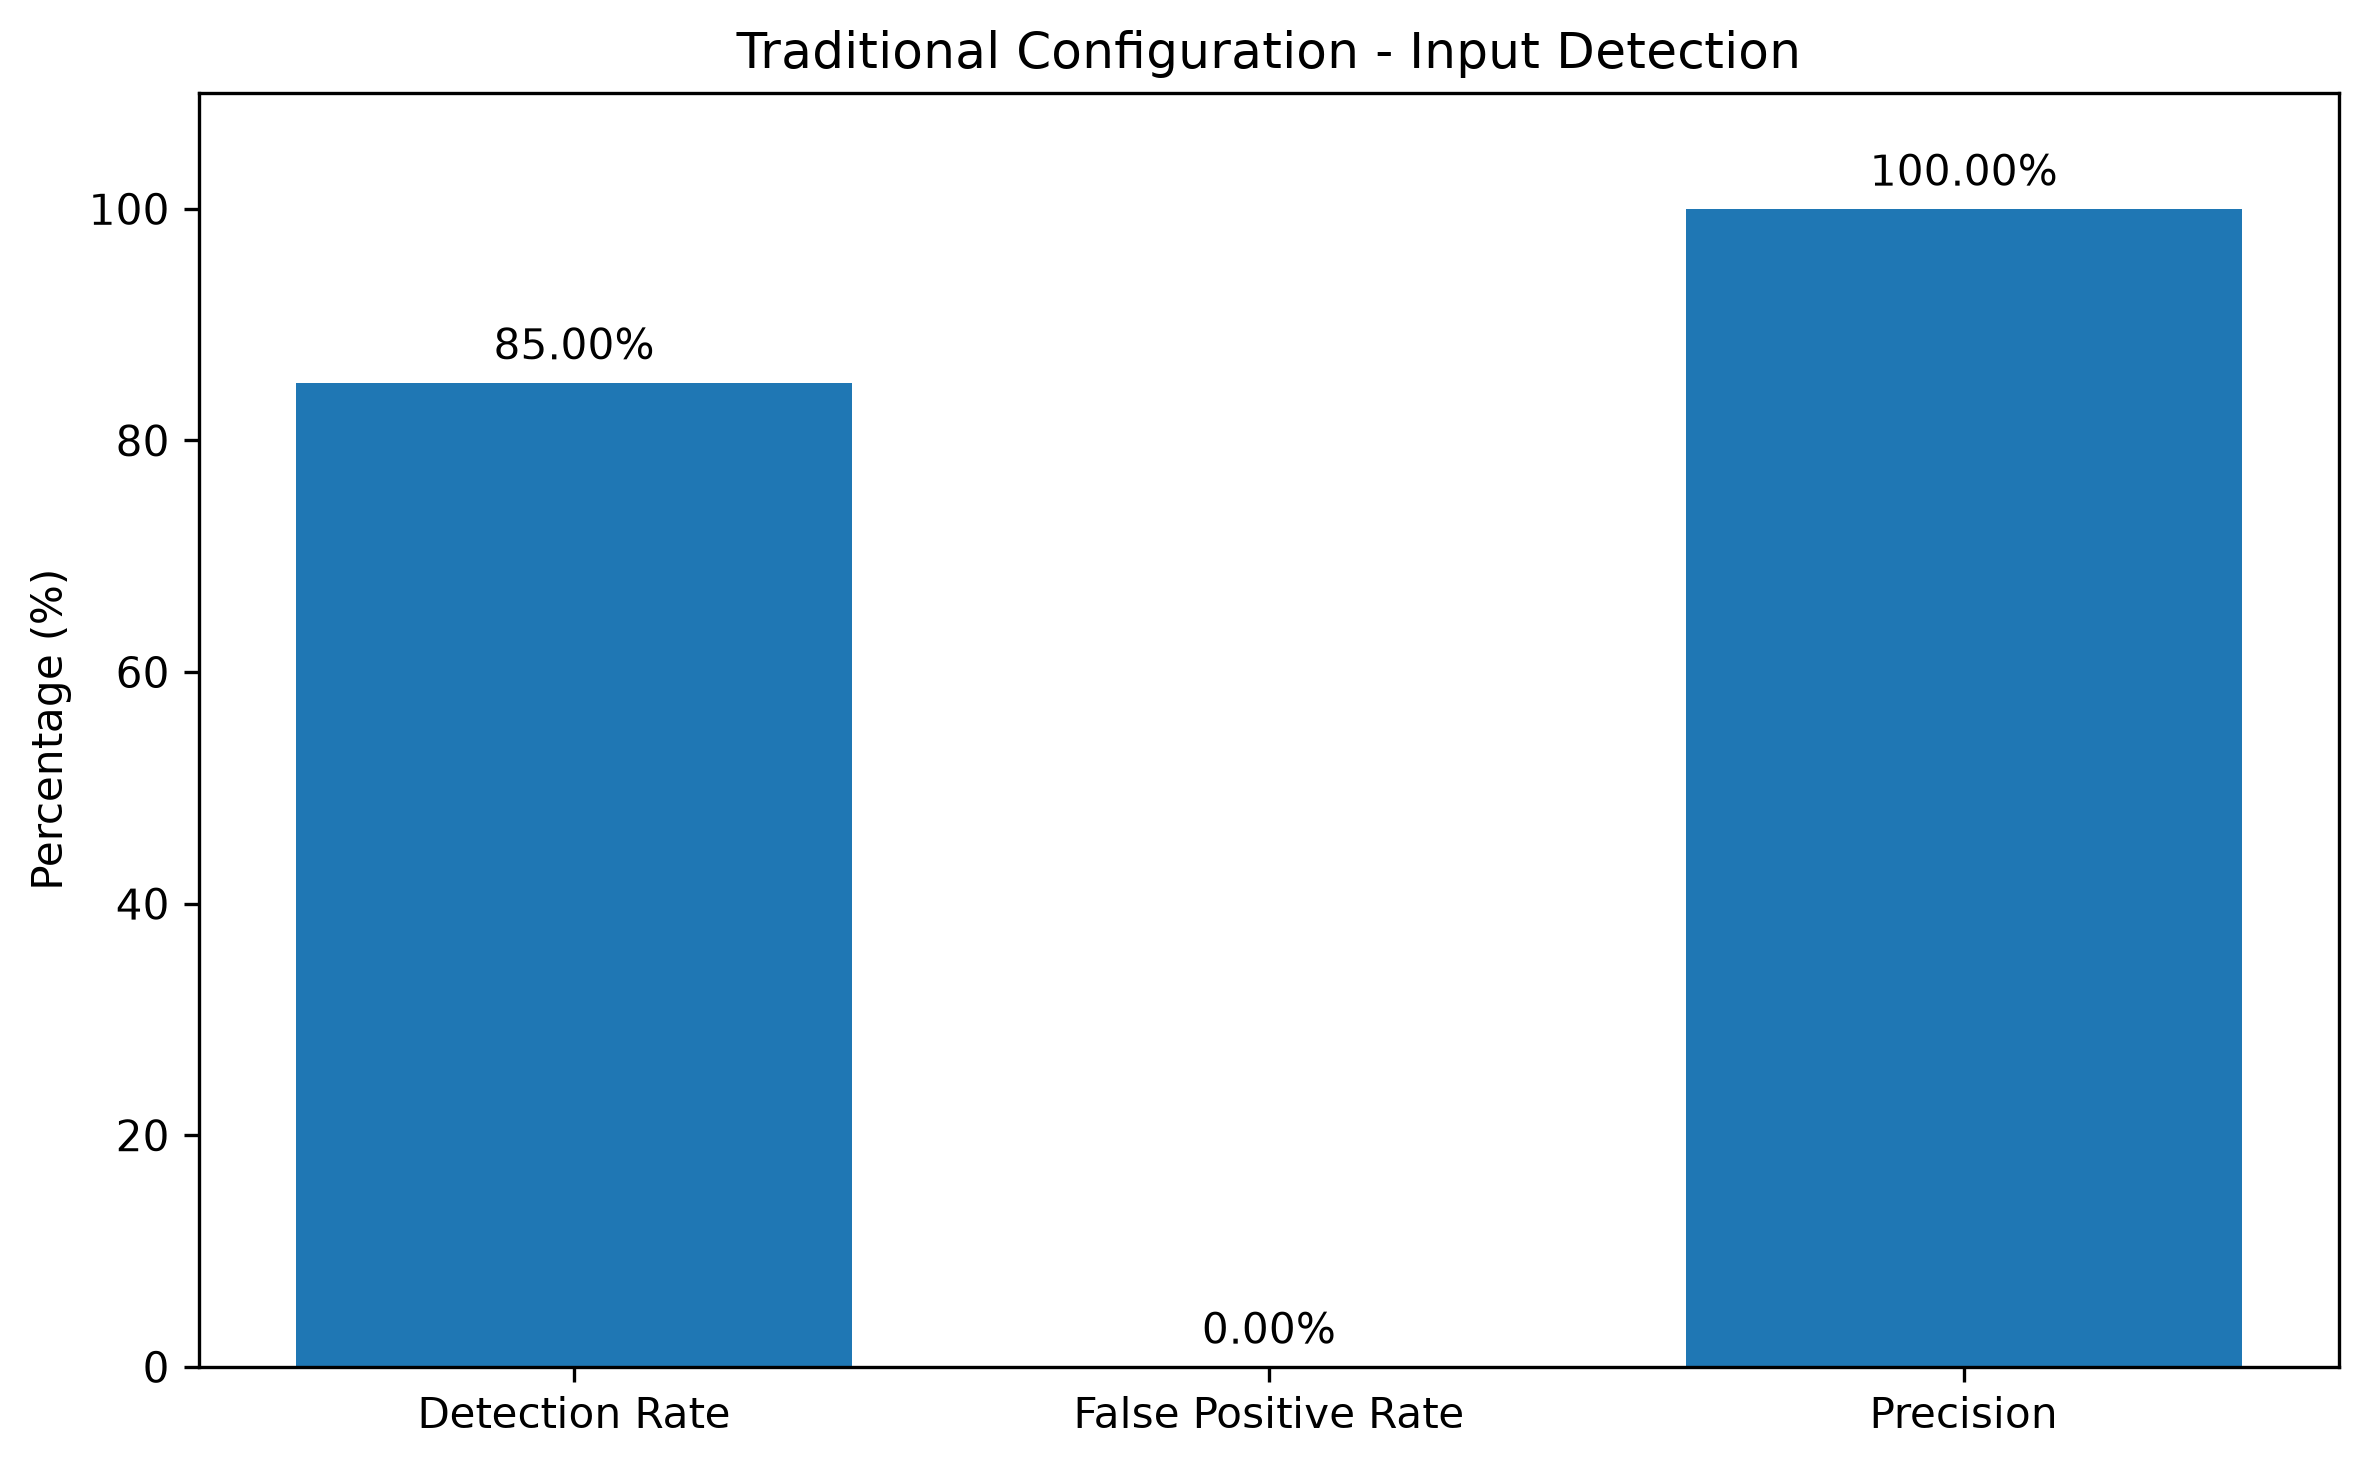 Traditional Configuration - Input Detection
Percentage (%)
100
80
60
40
20
0
85.00%
0.00%
100.00%
Detection Rate
False Positive Rate
Precision